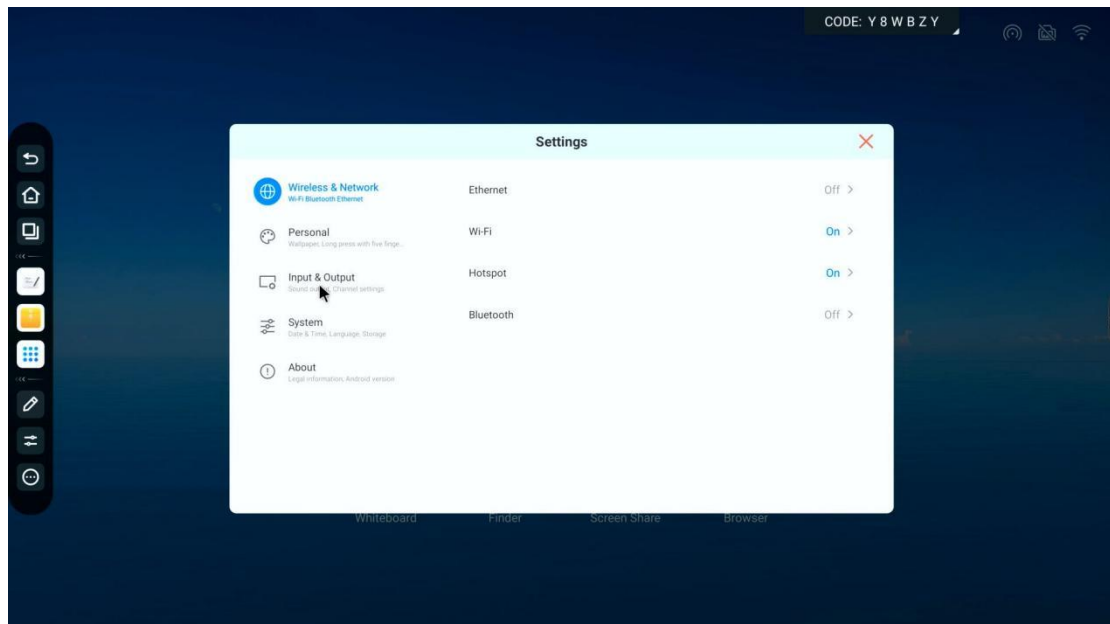 CODE: Y 8 W B Z Y
Settings
Wireless & Network
Wi-Fi Bluetooth Ethernet
Personal
Wallpaper, Long press with five finge...
Input & Output
Sound output, Channel settings
System
Date & Time, Language, Storage
About
Legal information, Android version
Ethernet
Off
Wi-Fi
On
Hotspot
On
Bluetooth
Off
Whiteboard
Finder
Screen Share
Browser